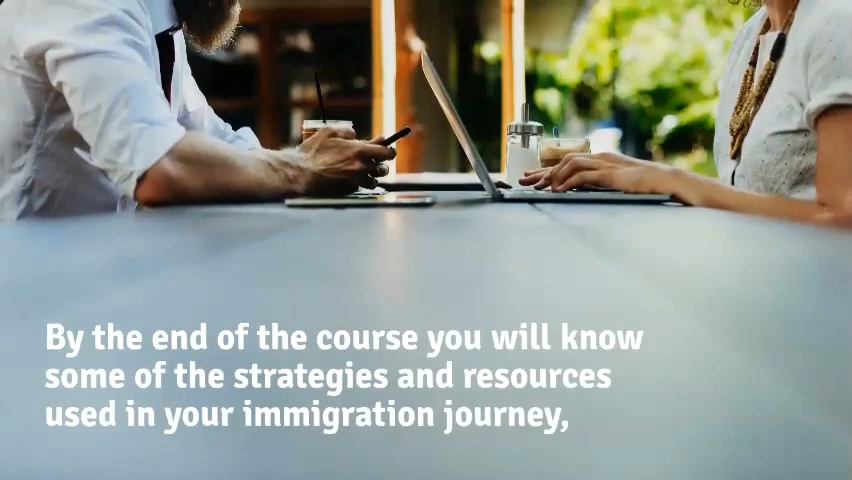 By the end of the course you will know
some of the strategies and resources
used in your immigration journey,